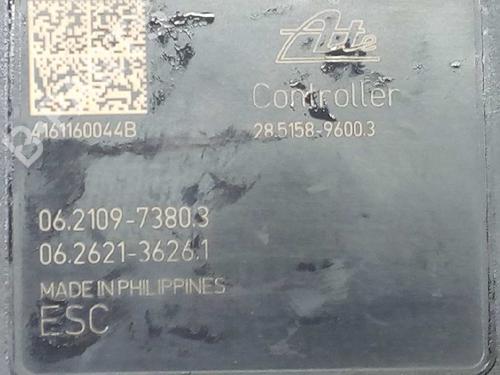 Ate
Controller
4161160044B
28.5158-9600.3
06.2109-7380.3
06.2621-3626.1
MADE IN PHILIPPINES
ESC